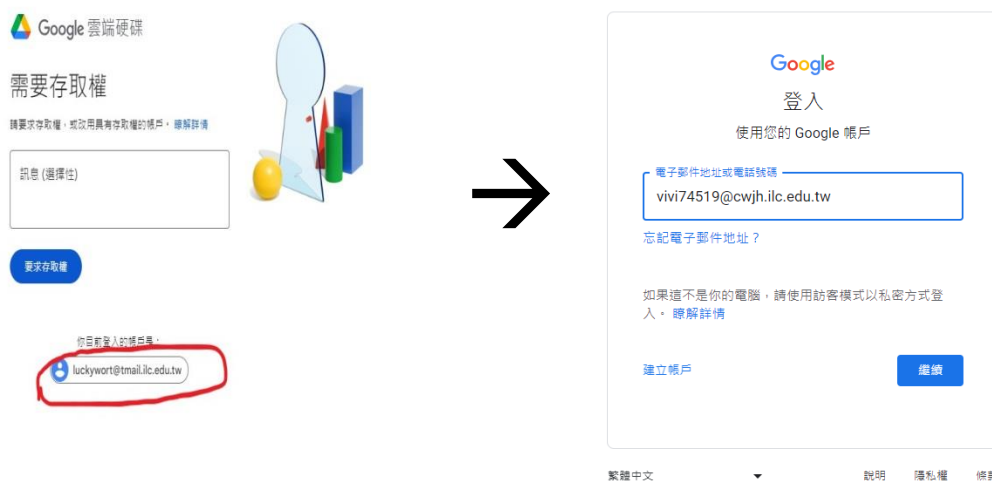 Google 雲端硬碟
需要存取權
請要求存取權，或改用具有存取權的帳戶。 瞭解詳情
訊息 (選擇性)
要求存取權
你目前登入的帳戶是：
luckywort@tmail.ilc.edu.tw
Google
登入
使用您的 Google 帳戶
電子郵件地址或電話號碼
vivi74519@cwjh.ilc.edu.tw
忘記電子郵件地址？
如果這不是你的電腦，請使用訪客模式以私密方式登
入。 瞭解詳情
建立帳戶
繼續
繁體中文
說明 隱私權